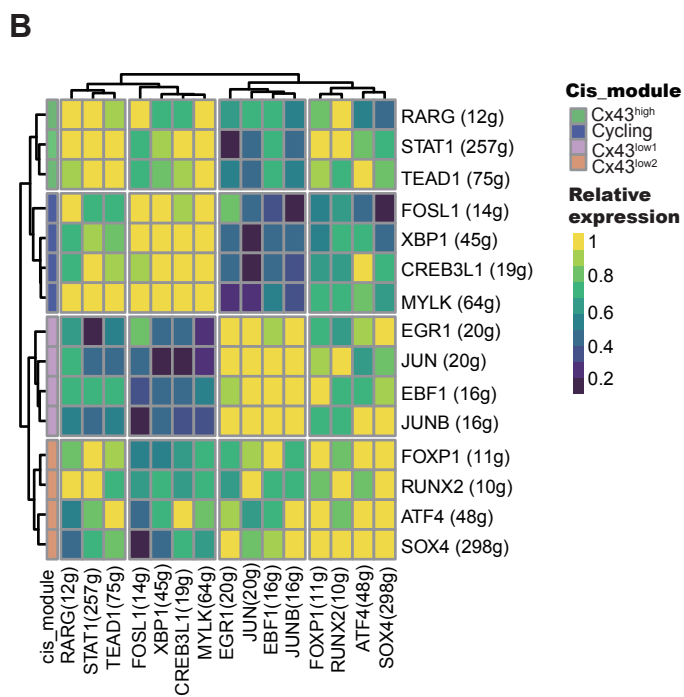 B
Cis_module
Cx43high
Cycling
Cx43low1
Cx43low2
Relative
expression
1
0.8
0.6
0.4
0.2
RARG (12g)
STAT1 (257g)
TEAD1 (75g)
FOSL1 (14g)
XBP1 (45g)
CREB3L1 (19g)
MYLK (64g)
EGR1 (20g)
JUN (20g)
EBF1 (16g)
JUNB (16g)
FOXP1 (11g)
RUNX2 (10g)
ATF4 (48g)
SOX4 (298g)
cis_module
RARG(12g)
STAT1(257g)
TEAD1(75g)
FOSL1(14g)
XBP1(45g)
CREB3L1(19g)
MYLK(64g)
EGR1(20g)
JUN(20g)
EBF1(16g)
JUNB(16g)
FOXP1(11g)
RUNX2(10g)
ATF4(48g)
SOX4(298g)